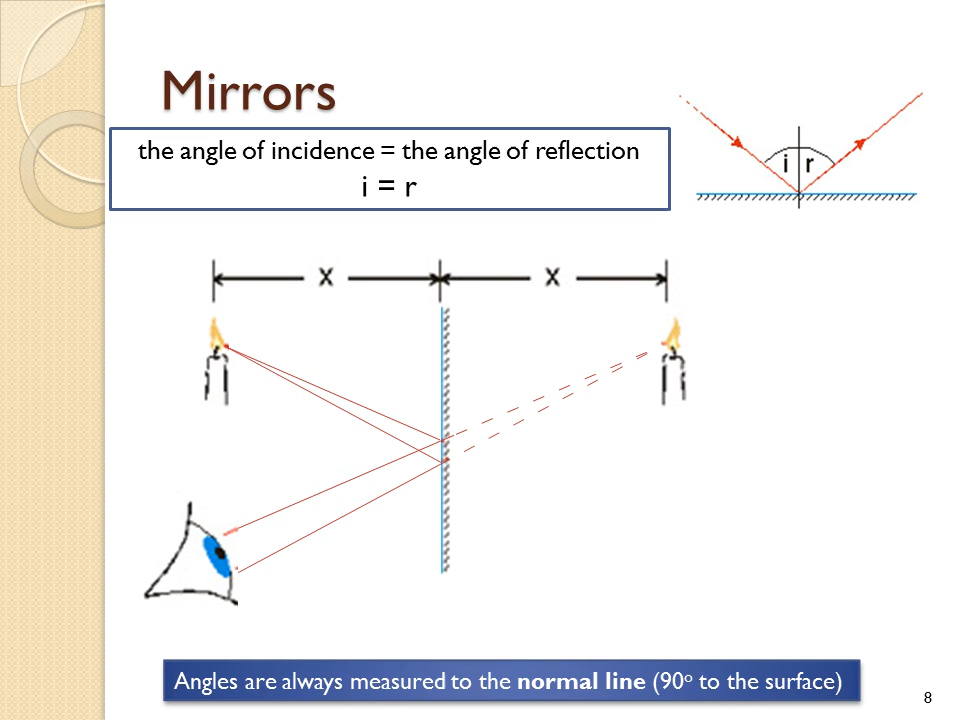 Mirrors
the angle of incidence = the angle of reflection
i = r
i r
x x
Angles are always measured to the normal line (90º to the surface)
8